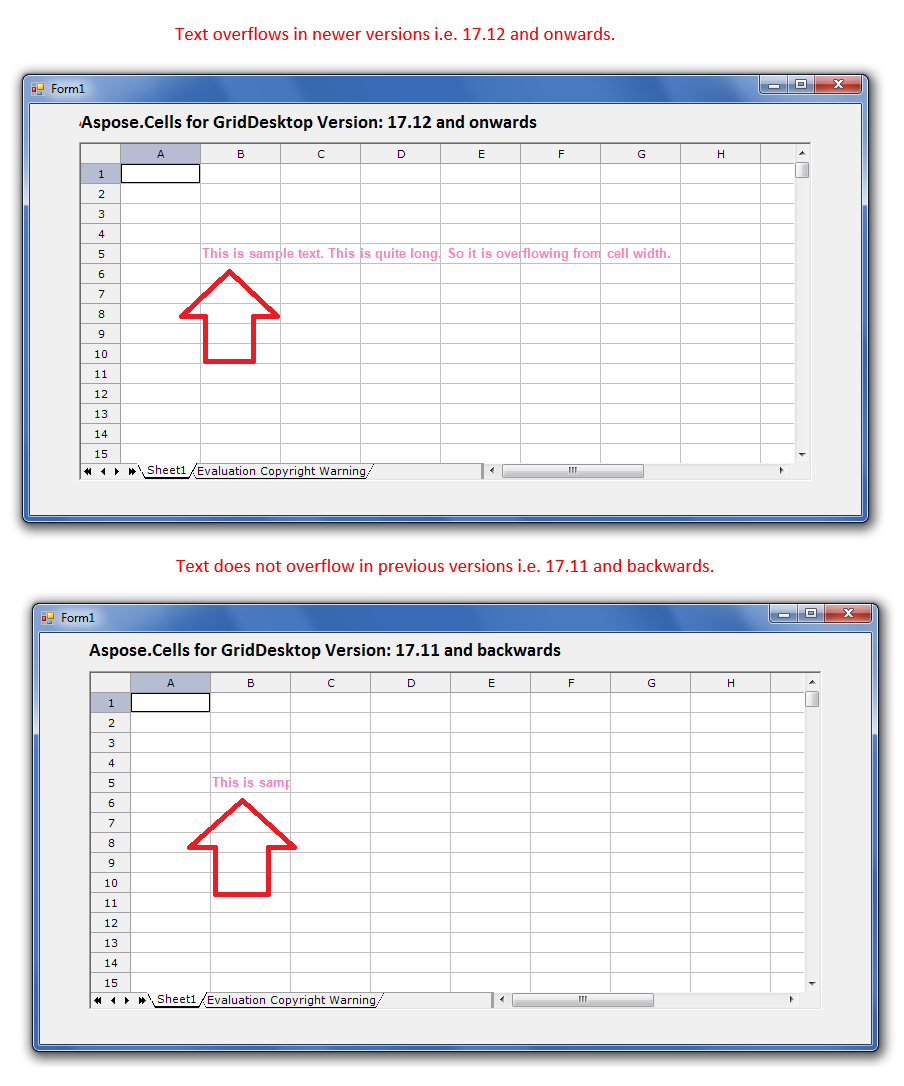 Text overflows in newer versions i.e. 17.12 and onwards.
Form1
Aspose.Cells for GridDesktop Version: 17.12 and onwards
A B C D E F G H
1
2
3
4
5 This is sample text. This is quite long. So it is overflowing from cell width.
6
7
8
9
10
11
12
13
14
15
Sheet1 Evaluation Copyright Warning
Text does not overflow in previous versions i.e. 17.11 and backwards.
Form1
Aspose.Cells for GridDesktop Version: 17.11 and backwards
A B C D E F G H
1
2
3
4
5 This is samp
6
7
8
9
10
11
12
13
14
15
Sheet1 Evaluation Copyright Warning